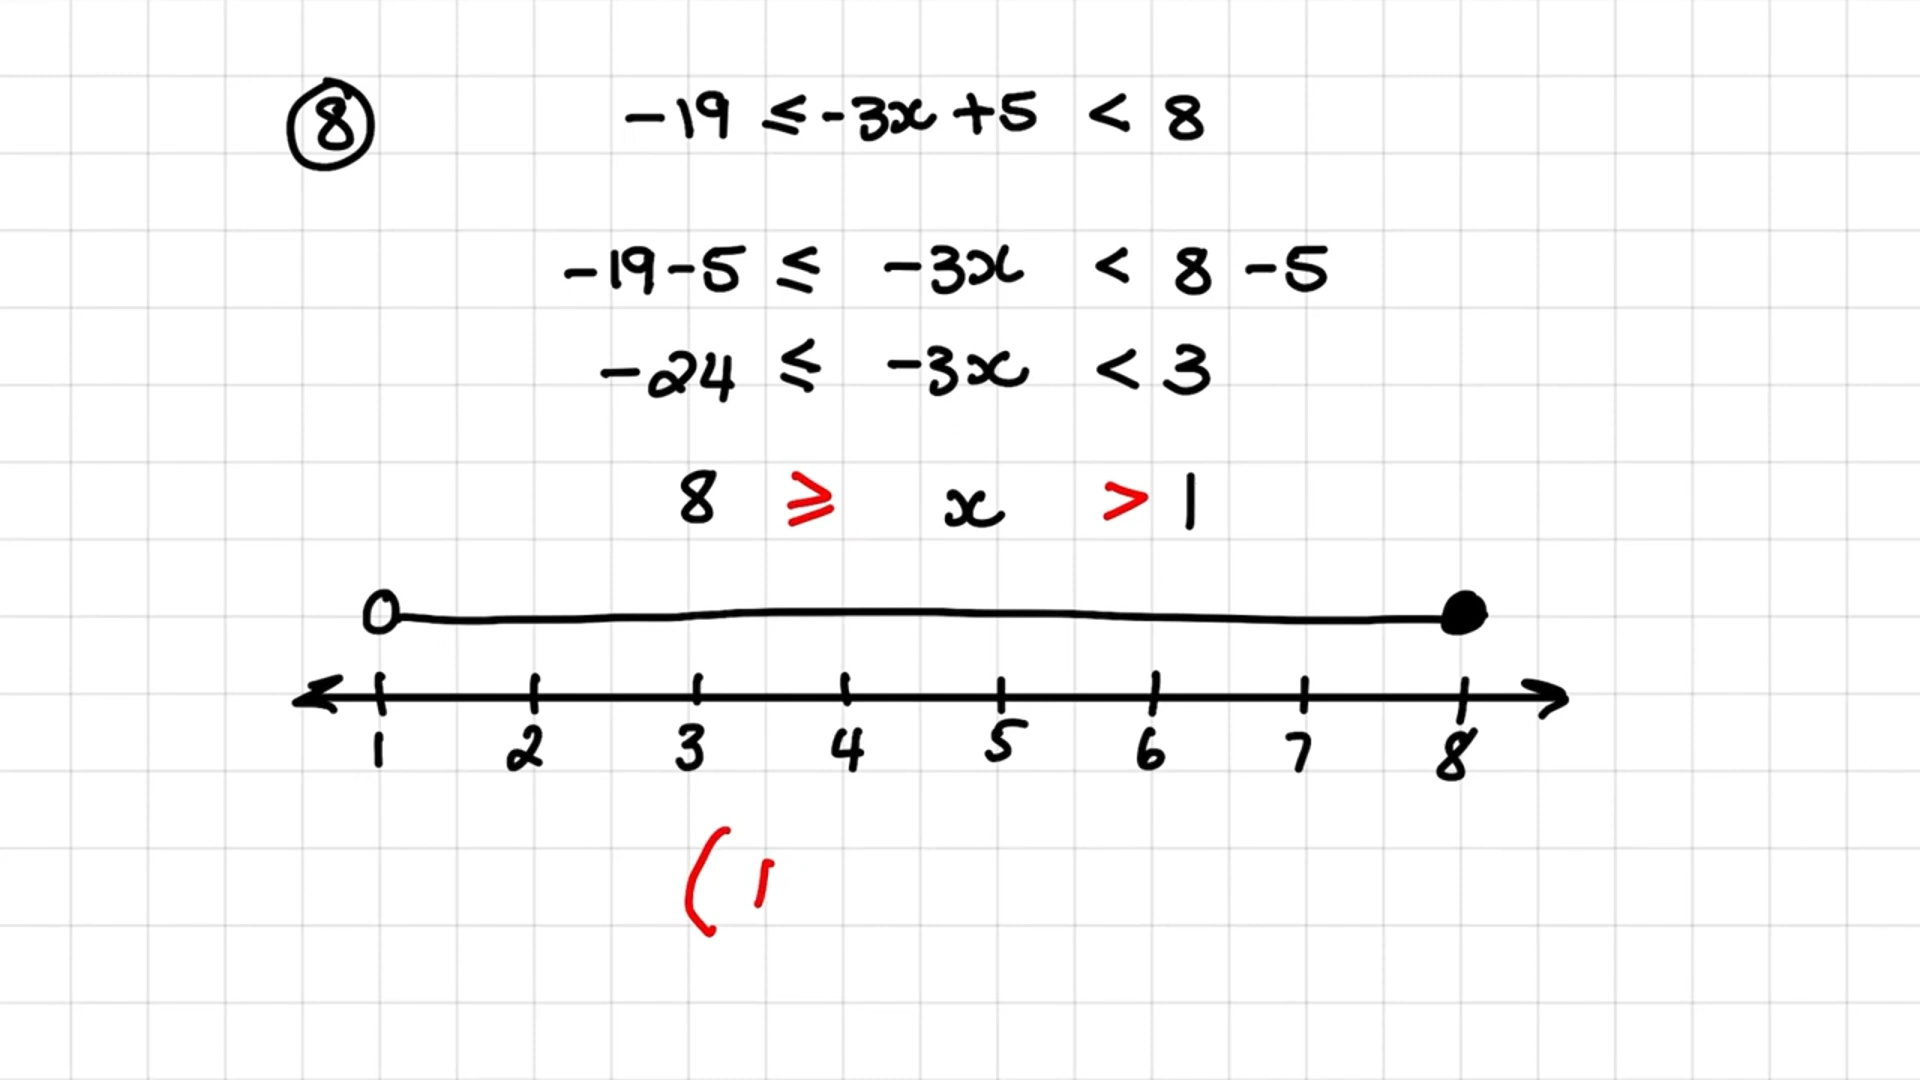 8 -19 ≤ -3x + 5 < 8
-19 - 5 ≤ -3x < 8 - 5
-24 ≤ -3x < 3
8 ≥ x > 1
1 2 3 4 5 6 7 8
( 1